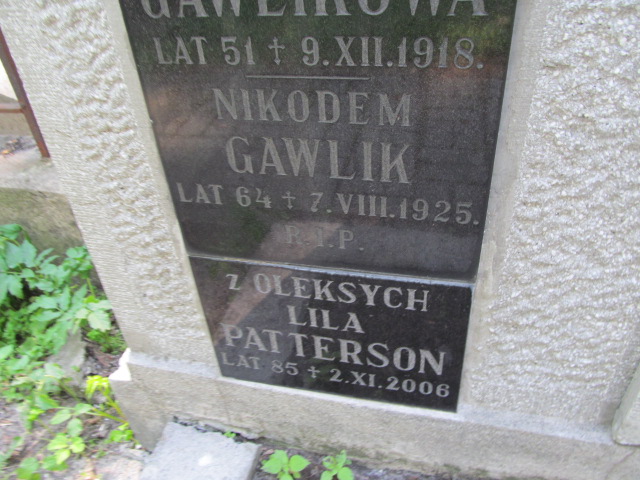 GAWLIKOWA
LAT 51 † 9.XII.1918.
NIKODEM
GAWLIK
LAT 64 † 7.VIII.1925.
R.I.P.
Z OLEKSYCH
LILA
PATTERSON
LAT 85 † 2.XI.2006